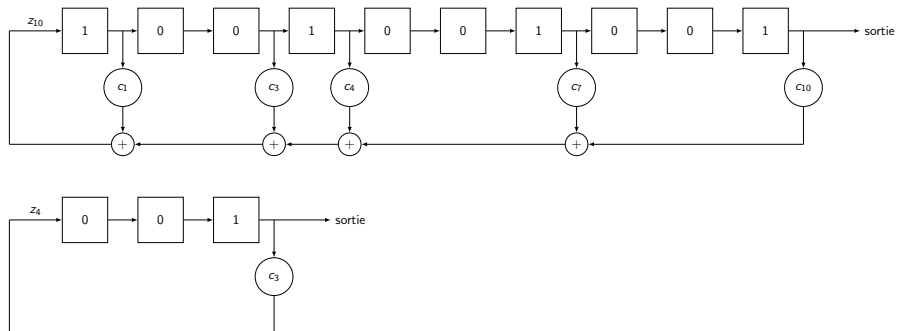 z10
1 0 0 1 0 0 1 0 0 1 sortie
c1 c3 c4 c7 c10
+ + + +
z4
0 0 1 sortie
c3